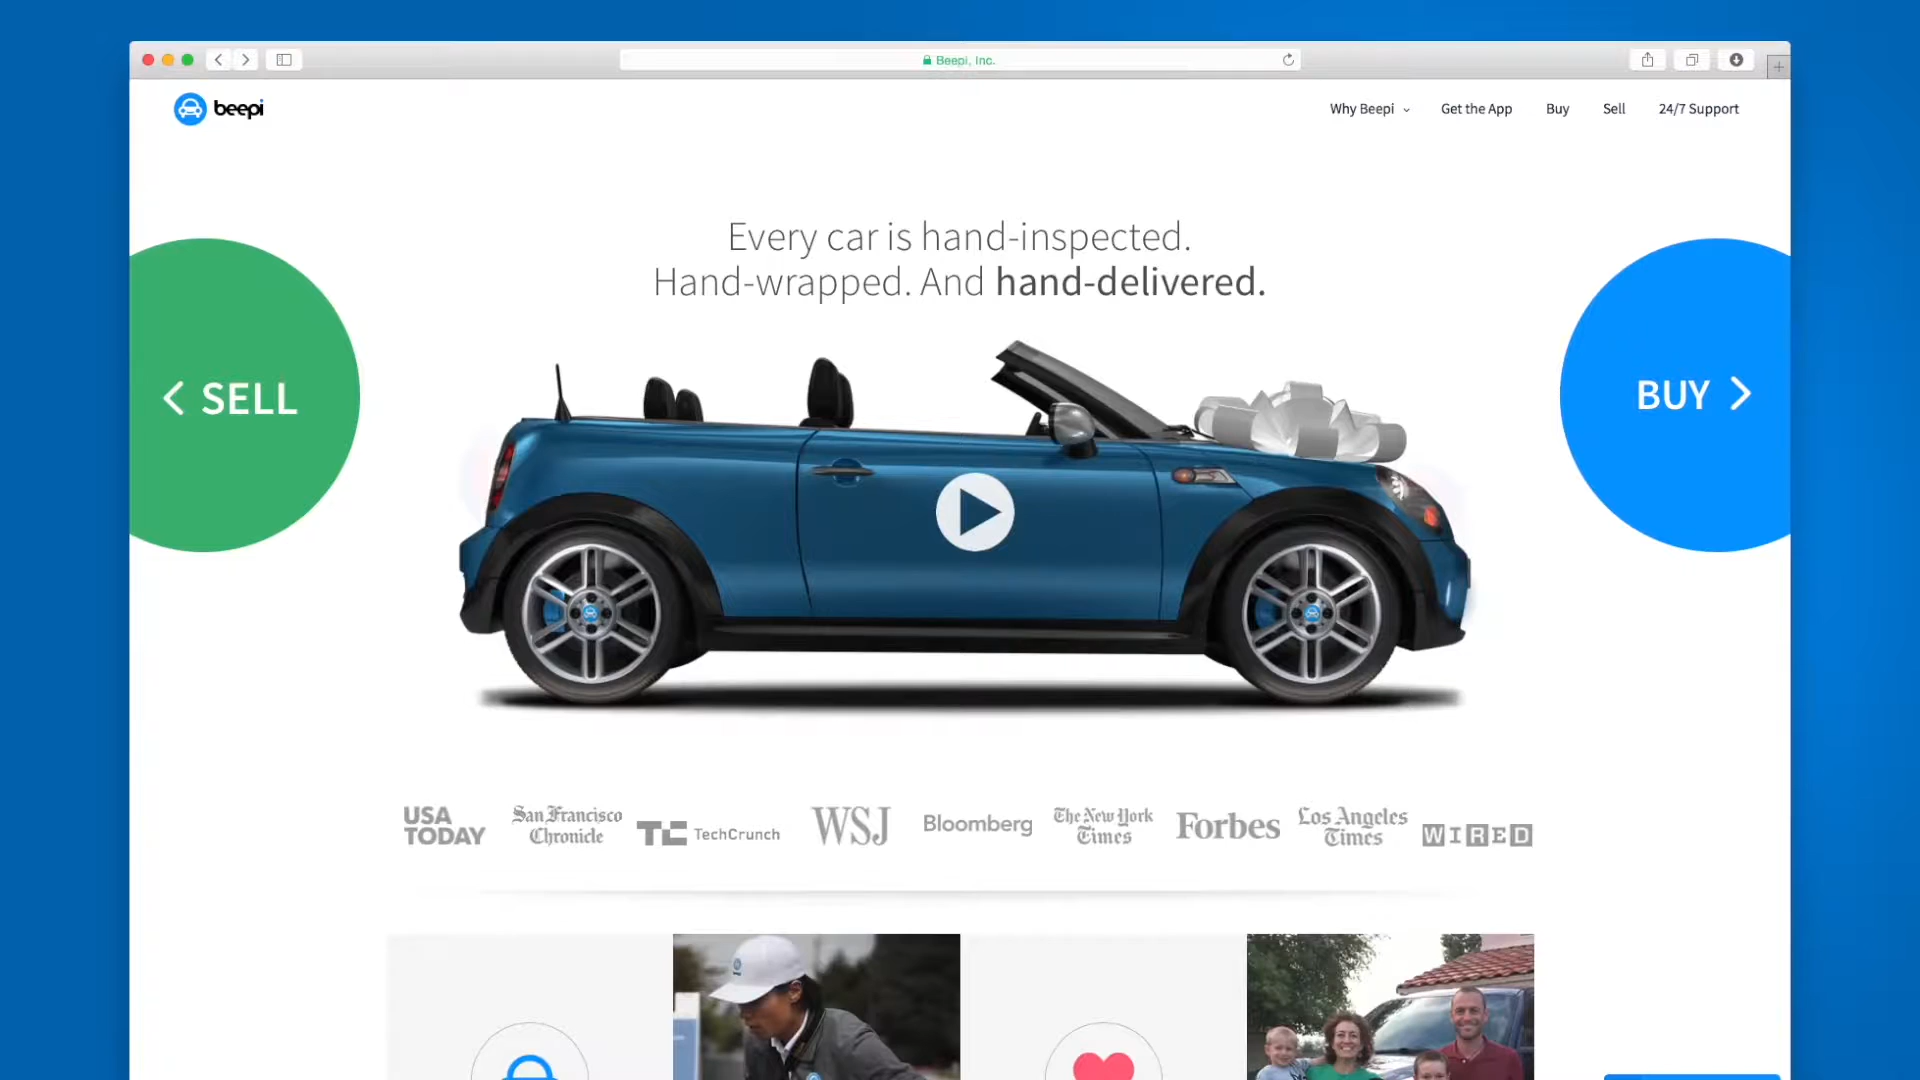 Beepi, Inc.
beepi
Why Beepi
Get the App
Buy
Sell
24/7 Support
Every car is hand-inspected.
Hand-wrapped. And hand-delivered.
SELL
BUY
USA
TODAY
San Francisco
Chronicle
TC TechCrunch
WSJ
Bloomberg
The New York
Times
Forbes
Los Angeles
Times
WIRED